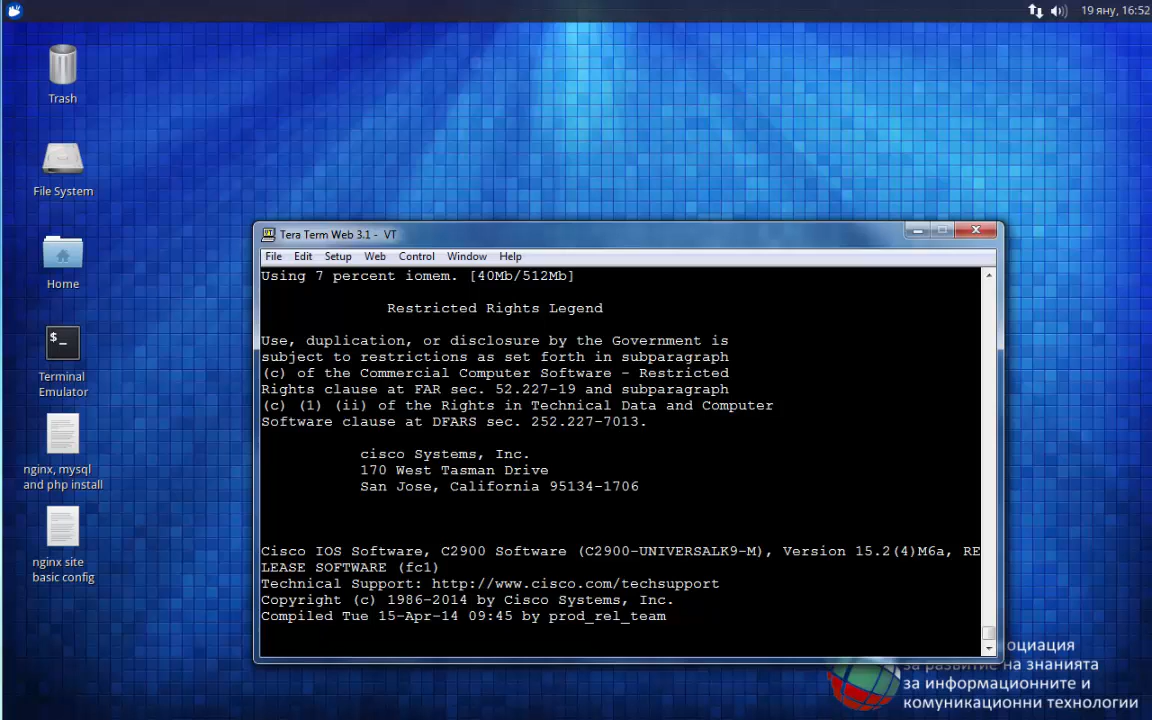 19 яну, 16:52
Trash
File System
Home
$_
Terminal
Emulator
nginx, mysql
and php install
nginx site
basic config
Tera Term Web 3.1 - VT
File Edit Setup Web Control Window Help
Using 7 percent iomem. [40Mb/512Mb]
Restricted Rights Legend
Use, duplication, or disclosure by the Government is
subject to restrictions as set forth in subparagraph
(c) of the Commercial Computer Software - Restricted
Rights clause at FAR sec. 52.227-19 and subparagraph
(c) (1) (ii) of the Rights in Technical Data and Computer
Software clause at DFARS sec. 252.227-7013.
cisco Systems, Inc.
170 West Tasman Drive
San Jose, California 95134-1706
Cisco IOS Software, C2900 Software (C2900-UNIVERSALK9-M), Version 15.2(4)M6a, RE
LEASE SOFTWARE (fc1)
Technical Support: http://www.cisco.com/techsupport
Copyright (c) 1986-2014 by Cisco Systems, Inc.
Compiled Tue 15-Apr-14 09:45 by prod_rel_team
оциация
за развитие на знанията
за информационните и
комуникационни технологии